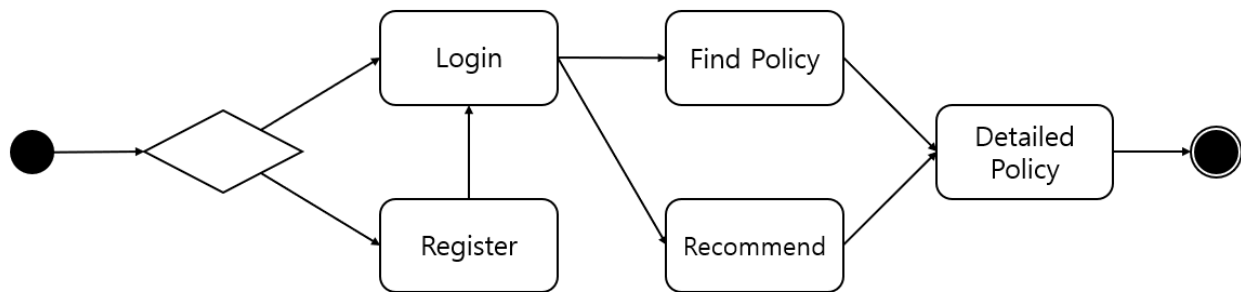 Login
Find Policy
Detailed
Policy
Register
Recommend